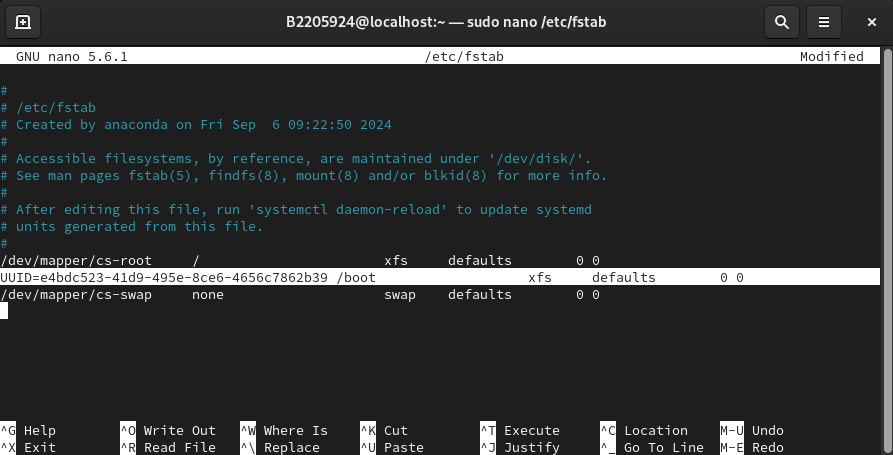 B2205924@localhost:~ — sudo nano /etc/fstab
GNU nano 5.6.1 /etc/fstab Modified
#
# /etc/fstab
# Created by anaconda on Fri Sep  6 09:22:50 2024
#
# Accessible filesystems, by reference, are maintained under '/dev/disk/'.
# See man pages fstab(5), findfs(8), mount(8) and/or blkid(8) for more info.
#
# After editing this file, run 'systemctl daemon-reload' to update systemd
# units generated from this file.
#
/dev/mapper/cs-root     /                       xfs     defaults        0 0
UUID=e4bdc523-41d9-495e-8ce6-4656c7862b39 /boot                   xfs     defaults        0 0
/dev/mapper/cs-swap     none                    swap    defaults        0 0
^G Help ^O Write Out ^W Where Is ^K Cut ^T Execute ^C Location M-U Undo
^X Exit ^R Read File ^\ Replace ^U Paste ^J Justify ^_ Go To Line M-E Redo